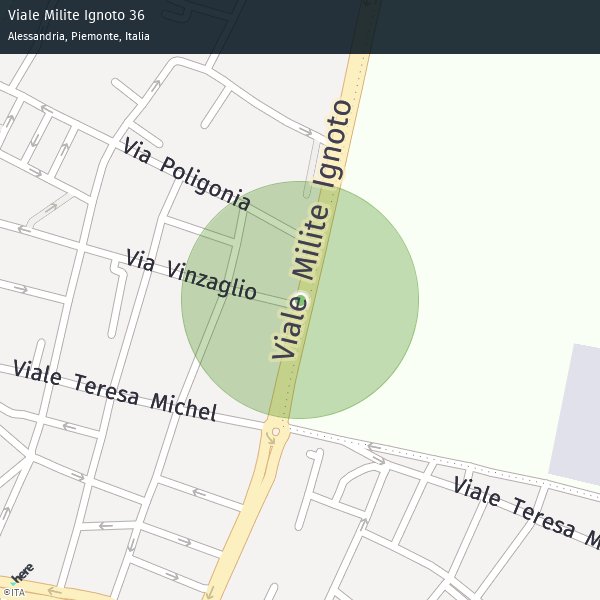 Viale Milite Ignoto 36
Alessandria, Piemonte, Italia
Viale Milite Ignoto
Via Poligonia
Via Vinzaglio
Viale Teresa Michel
Viale Teresa M
here
©ITA